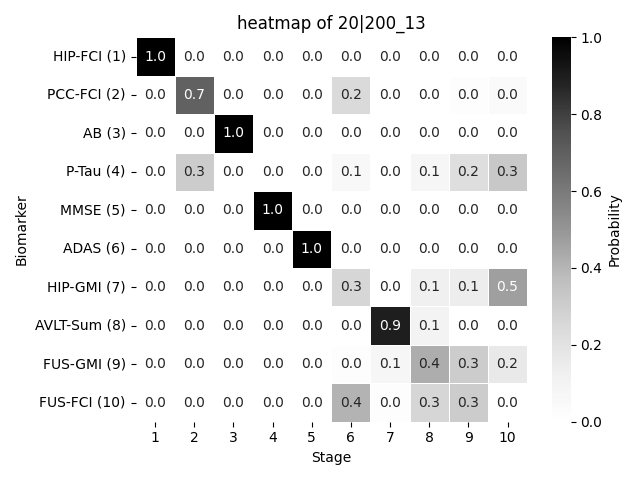 heatmap of 20|200_13
HIP-FCI (1) 1.0 0.0 0.0 0.0 0.0 0.0 0.0 0.0 0.0 0.0
PCC-FCI (2) 0.0 0.7 0.0 0.0 0.0 0.2 0.0 0.0 0.0 0.0
AB (3) 0.0 0.0 1.0 0.0 0.0 0.0 0.0 0.0 0.0 0.0
P-Tau (4) 0.0 0.3 0.0 0.0 0.0 0.1 0.0 0.1 0.2 0.3
MMSE (5) 0.0 0.0 0.0 1.0 0.0 0.0 0.0 0.0 0.0 0.0
ADAS (6) 0.0 0.0 0.0 0.0 1.0 0.0 0.0 0.0 0.0 0.0
HIP-GMI (7) 0.0 0.0 0.0 0.0 0.0 0.3 0.0 0.1 0.1 0.5
AVLT-Sum (8) 0.0 0.0 0.0 0.0 0.0 0.0 0.9 0.1 0.0 0.0
FUS-GMI (9) 0.0 0.0 0.0 0.0 0.0 0.0 0.1 0.4 0.3 0.2
FUS-FCI (10) 0.0 0.0 0.0 0.0 0.0 0.4 0.0 0.3 0.3 0.0
1 2 3 4 5 6 7 8 9 10
Stage
Biomarker
1.0
0.8
0.6
0.4
0.2
0.0
Probability